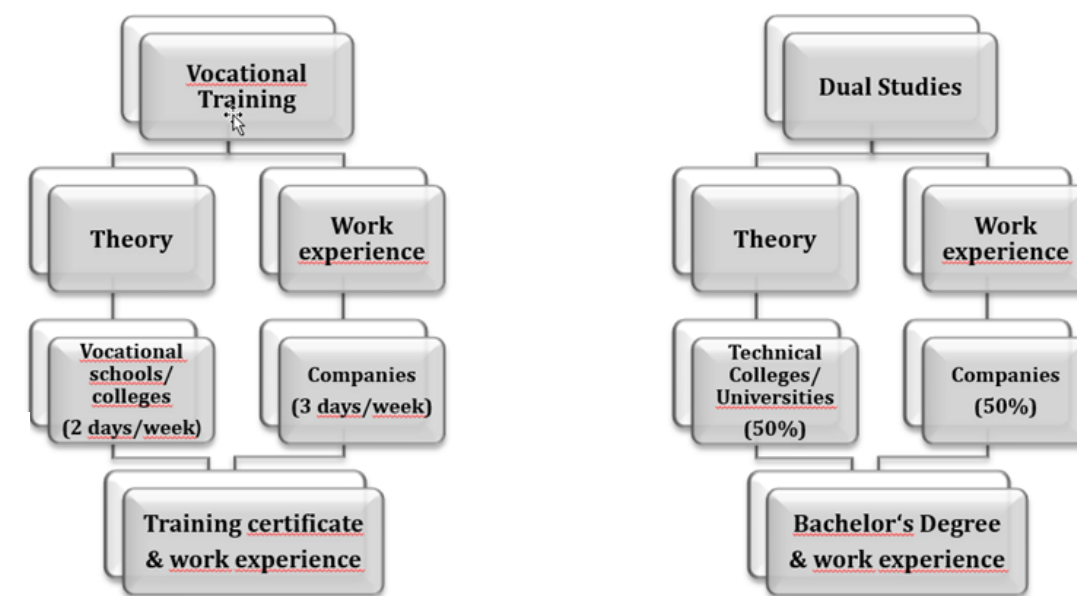 Vocational
Training
Theory
Work
experience
Vocational
schools/
colleges
(2 days/week)
Companies
(3 days/week)
Training certificate
& work experience
Dual Studies
Theory
Work
experience
Technical
Colleges/
Universities
(50%)
Companies
(50%)
Bachelor‘s Degree
& work experience